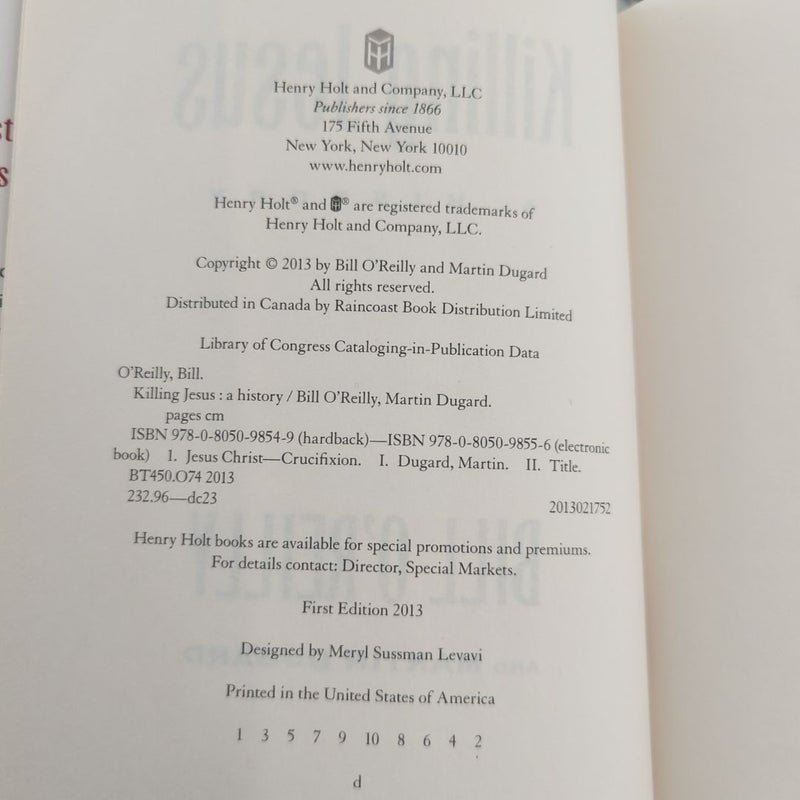 Henry Holt and Company, LLC
Publishers since 1866
175 Fifth Avenue
New York, New York 10010
www.henryholt.com
Henry Holt® and ® are registered trademarks of
Henry Holt and Company, LLC.
Copyright © 2013 by Bill O'Reilly and Martin Dugard
All rights reserved.
Distributed in Canada by Raincoast Book Distribution Limited
Library of Congress Cataloging-in-Publication Data
O'Reilly, Bill.
Killing Jesus : a history / Bill O'Reilly, Martin Dugard.
pages cm
ISBN 978-0-8050-9854-9 (hardback)—ISBN 978-0-8050-9855-6 (electronic
book) 1. Jesus Christ—Crucifixion. I. Dugard, Martin. II. Title.
BT450.O74 2013
232.96—dc23
2013021752
Henry Holt books are available for special promotions and premiums.
For details contact: Director, Special Markets.
First Edition 2013
Designed by Meryl Sussman Levavi
Printed in the United States of America
1 3 5 7 9 10 8 6 4 2
d